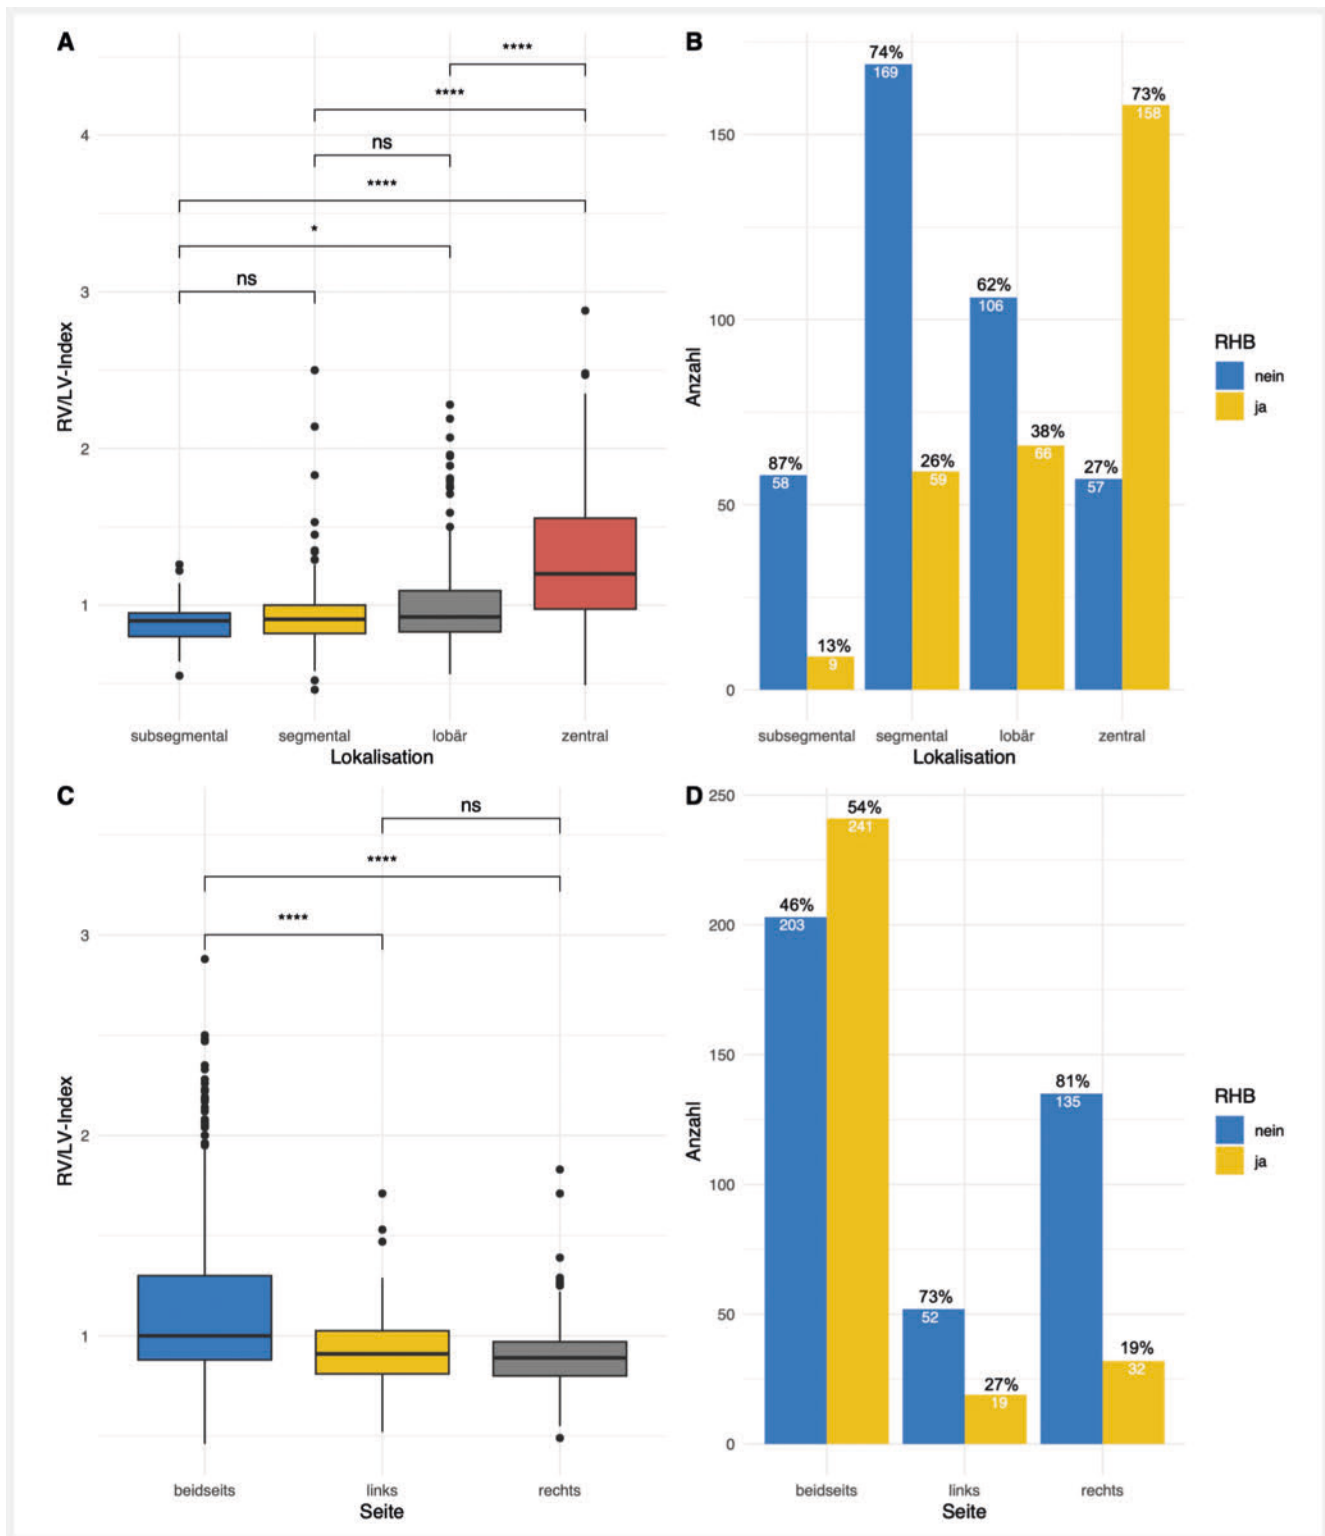 A
****
****
ns
****
*
ns
4
3
2
1
RV/LV-Index
subsegmental segmental lobär zentral
Lokalisation
B
74%
169
73%
158
62%
106
87%
58
13%
9
26%
59
38%
66
27%
57
150
100
50
0
Anzahl
subsegmental segmental lobär zentral
Lokalisation
RHB
nein
ja
C
ns
****
****
3
2
1
RV/LV-Index
beidseits links rechts
Seite
D
250
200
150
100
50
0
Anzahl
54%
241
46%
203
73%
52
27%
19
81%
135
19%
32
beidseits links rechts
Seite
RHB
nein
ja